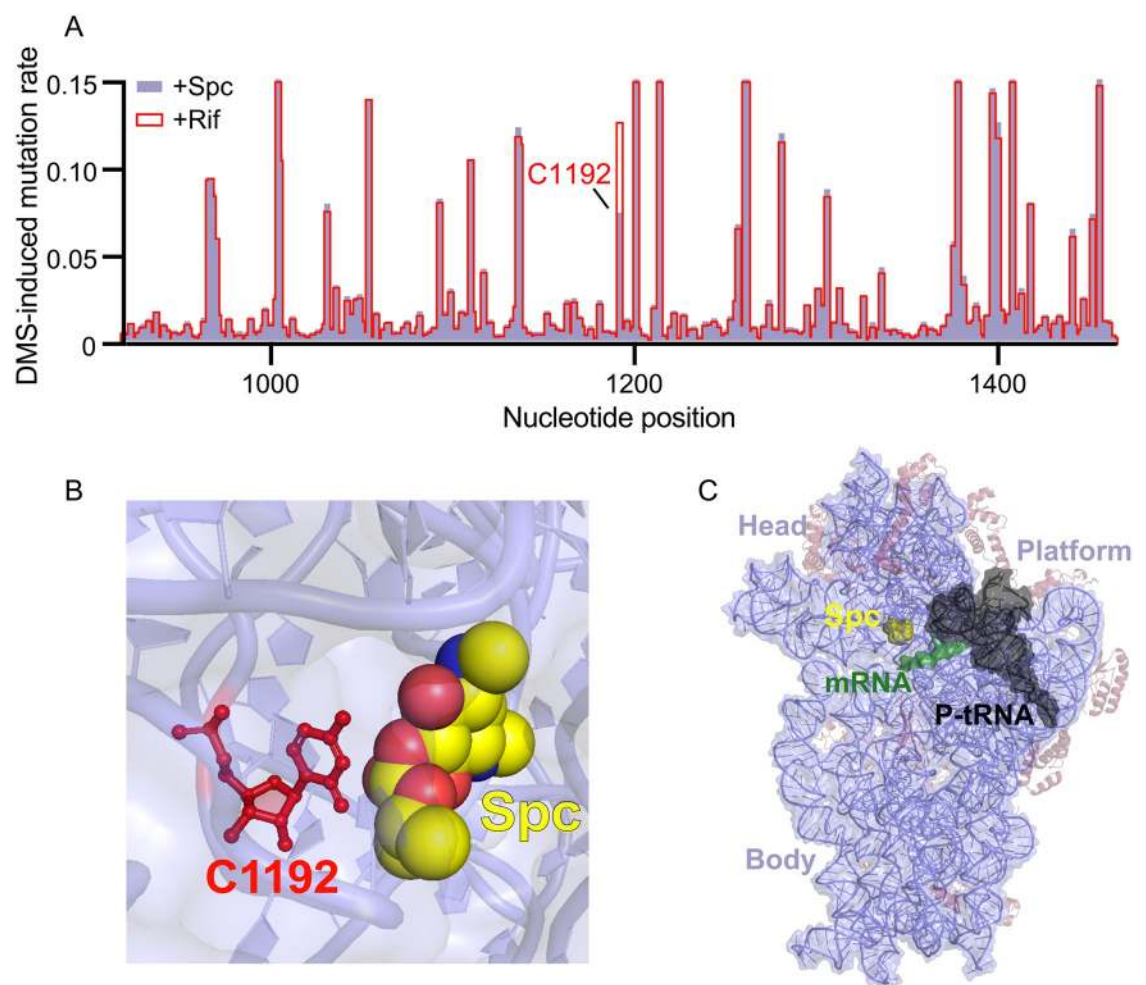 A
DMS-induced mutation rate
0.15
0.10
0.05
0
+Spc
+Rif
C1192
1000
1200
1400
Nucleotide position
B
C1192
Spc
C
Head
Platform
Spc
mRNA
P-tRNA
Body